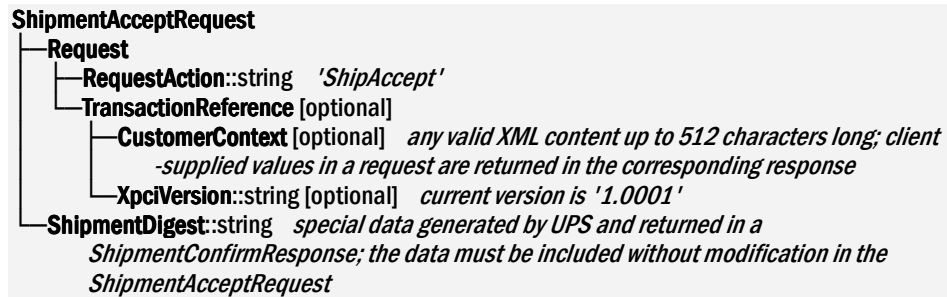 ShipmentAcceptRequest
Request
RequestAction::string 'ShipAccept'
TransactionReference [optional]
CustomerContext [optional] any valid XML content up to 512 characters long; client
-supplied values in a request are returned in the corresponding response
XpciVersion::string [optional] current version is '1.0001'
ShipmentDigest::string special data generated by UPS and returned in a
ShipmentConfirmResponse; the data must be included without modification in the
ShipmentAcceptRequest